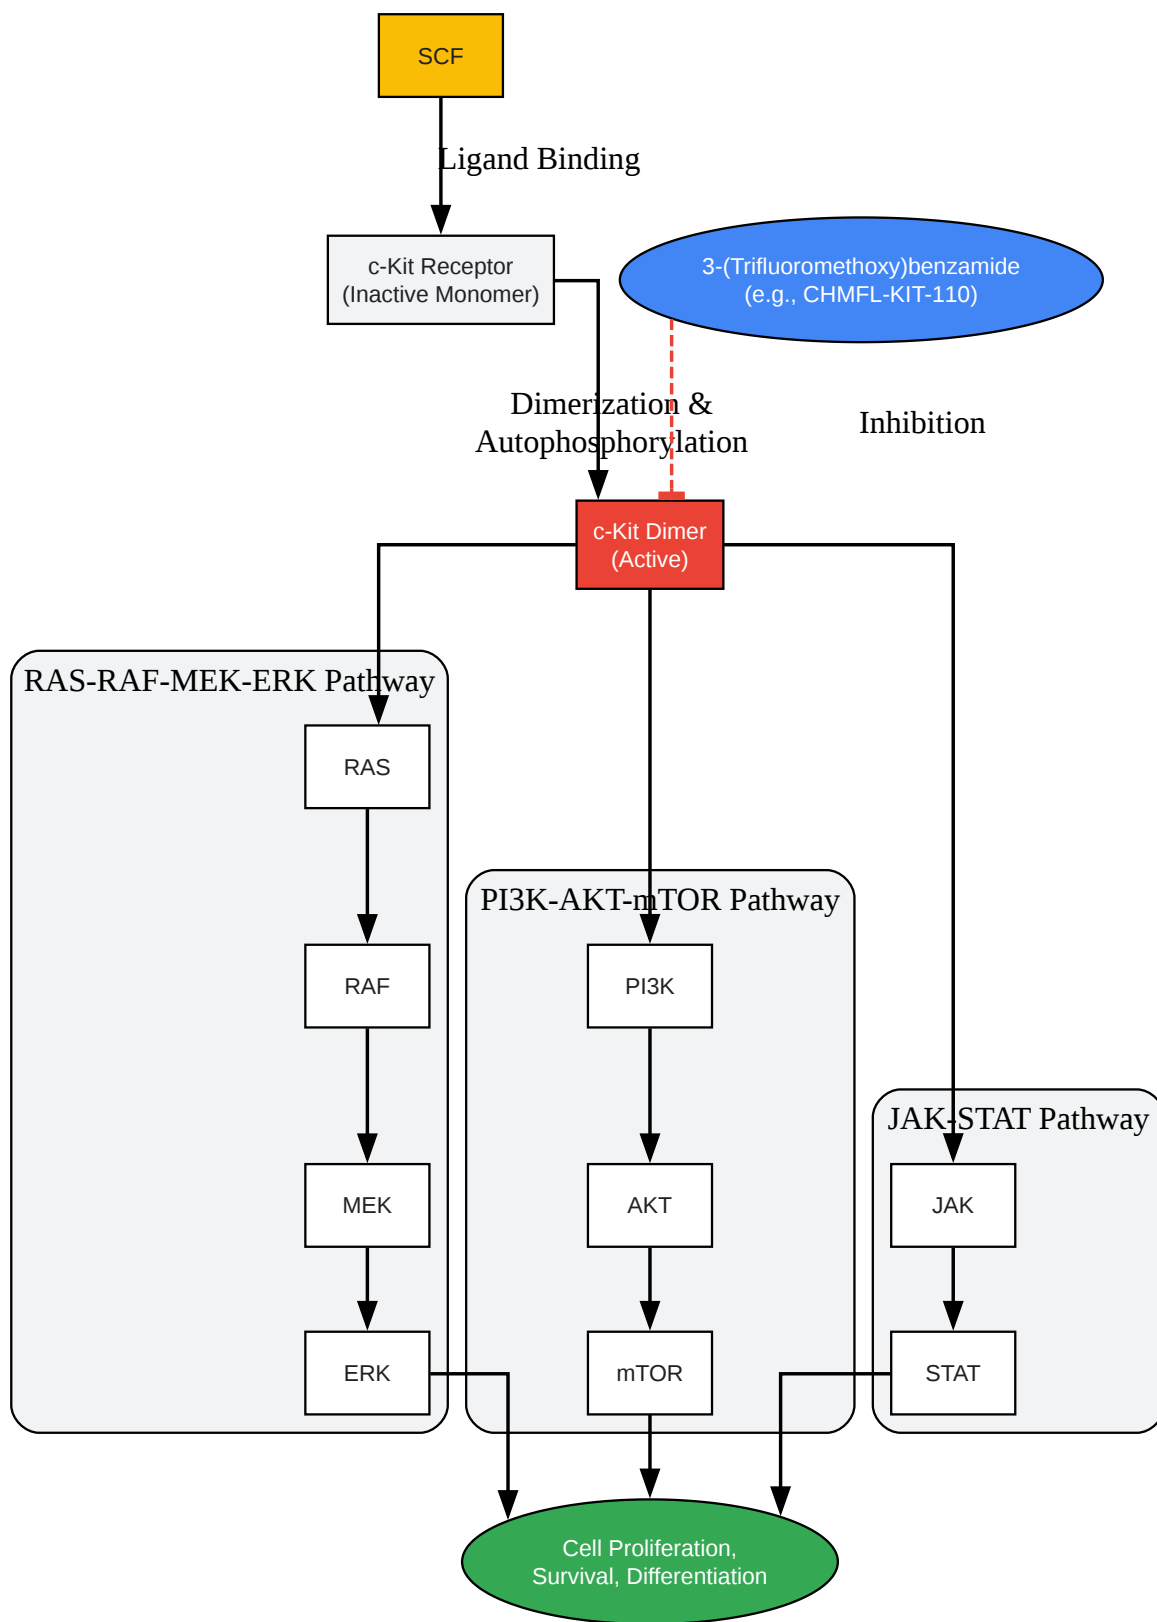 SCF
Ligand Binding
c-Kit Receptor
(Inactive Monomer)
3-(Trifluoromethoxy)benzamide
(e.g., CHMFL-KIT-110)
Dimerization &
Autophosphorylation
Inhibition
c-Kit Dimer
(Active)
RAS-RAF-MEK-ERK Pathway
RAS
RAF
MEK
ERK
PI3K-AKT-mTOR Pathway
PI3K
AKT
mTOR
JAK-STAT Pathway
JAK
STAT
Cell Proliferation,
Survival, Differentiation